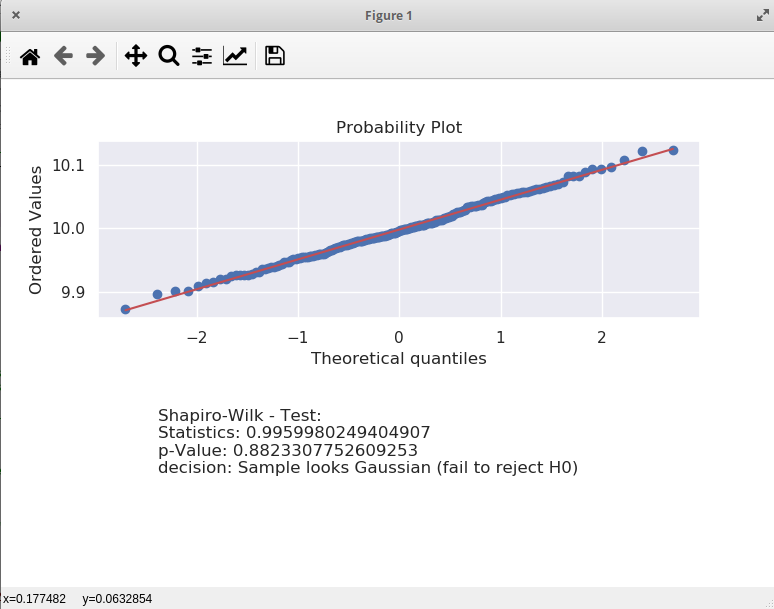 Figure 1
Probability Plot
Ordered Values
10.1
10.0
9.9
−2
−1
0
1
2
Theoretical quantiles
Shapiro-Wilk - Test:
Statistics: 0.9959980249404907
p-Value: 0.8823307752609253
decision: Sample looks Gaussian (fail to reject H0)
x=0.177482 y=0.0632854